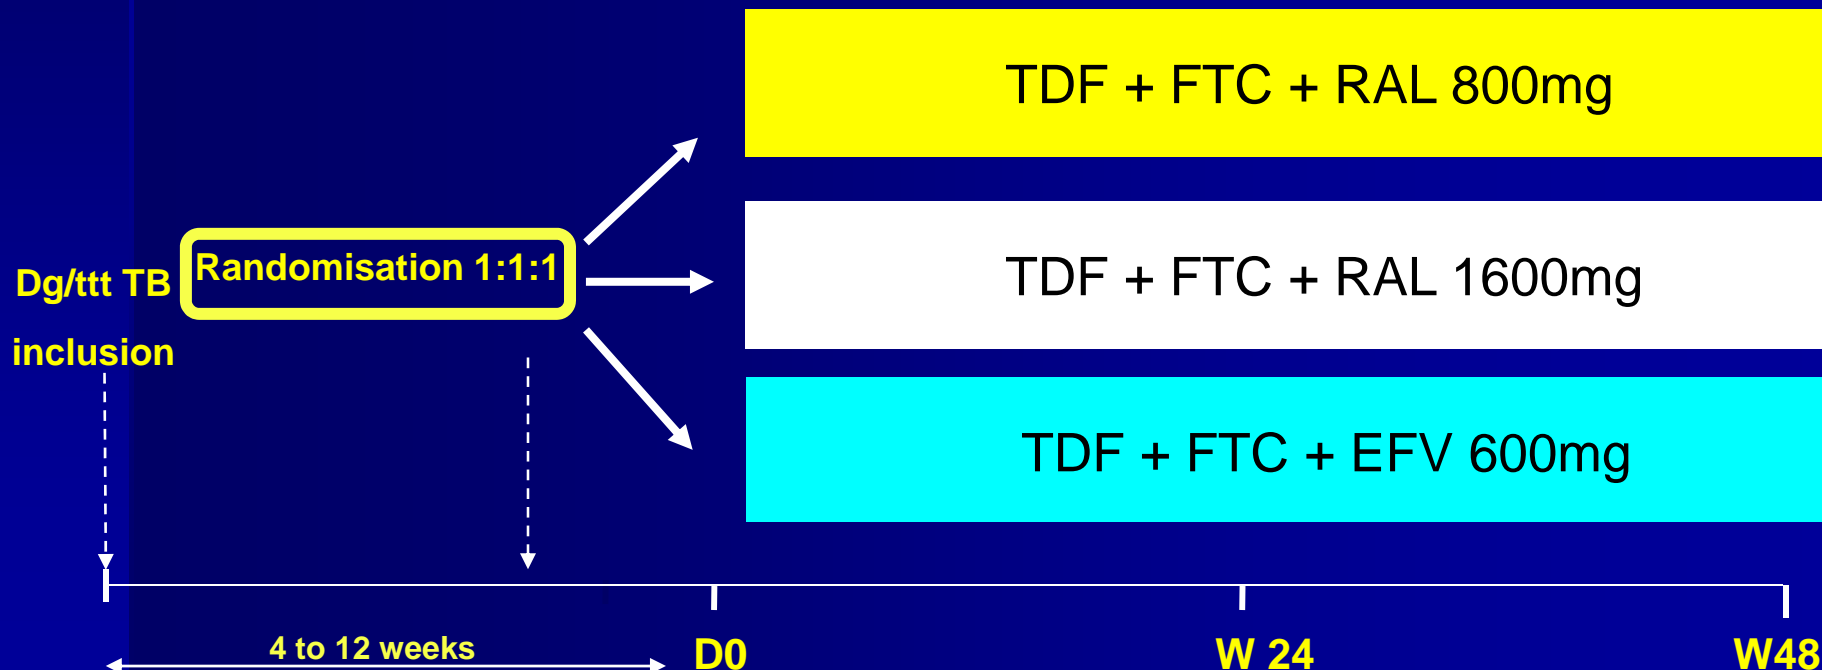 TDF + FTC + RAL 800mg
Randomisation 1:1:1
Dg/ttt TB
inclusion
TDF + FTC + RAL 1600mg
TDF + FTC + EFV 600mg
4 to 12 weeks
D0
W 24
W48